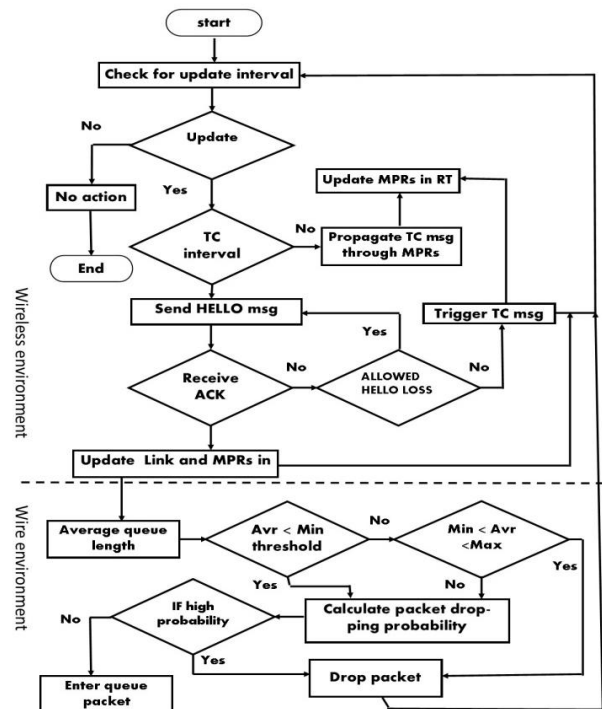 start
Check for update interval
No
Update
Yes
No action
End
TC
interval
No
Update MPRs in RT
Propagate TC msg
through MPRs
Send HELLO msg
Yes
Trigger TC msg
Receive
ACK
No
ALLOWED
HELLO LOSS
No
Update Link and MPRs in
Wireless environment
Wire environment
Average queue
length
Avr < Min
threshold
No
Min < Avr
<Max
Yes
Yes
No
Calculate packet drop-
ping probability
IF high
probability
No
Yes
Enter queue
packet
Drop packet